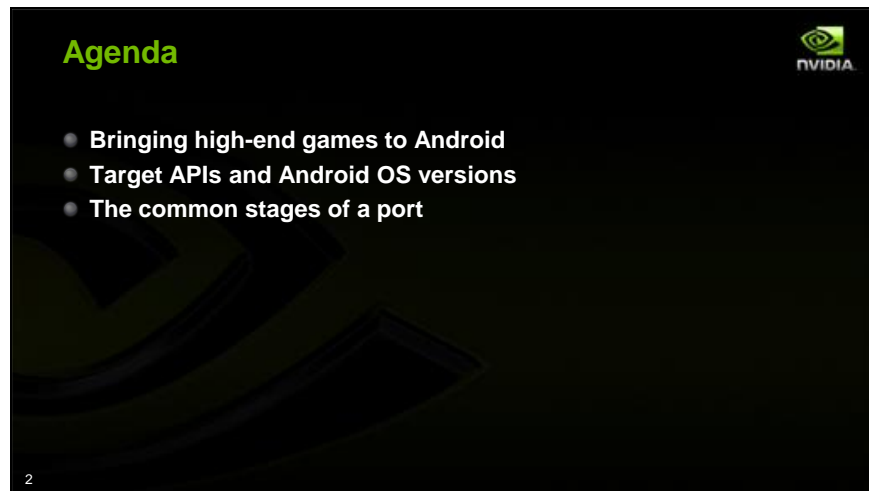 Agenda
NVIDIA.
Bringing high-end games to Android
Target APIs and Android OS versions
The common stages of a port
2